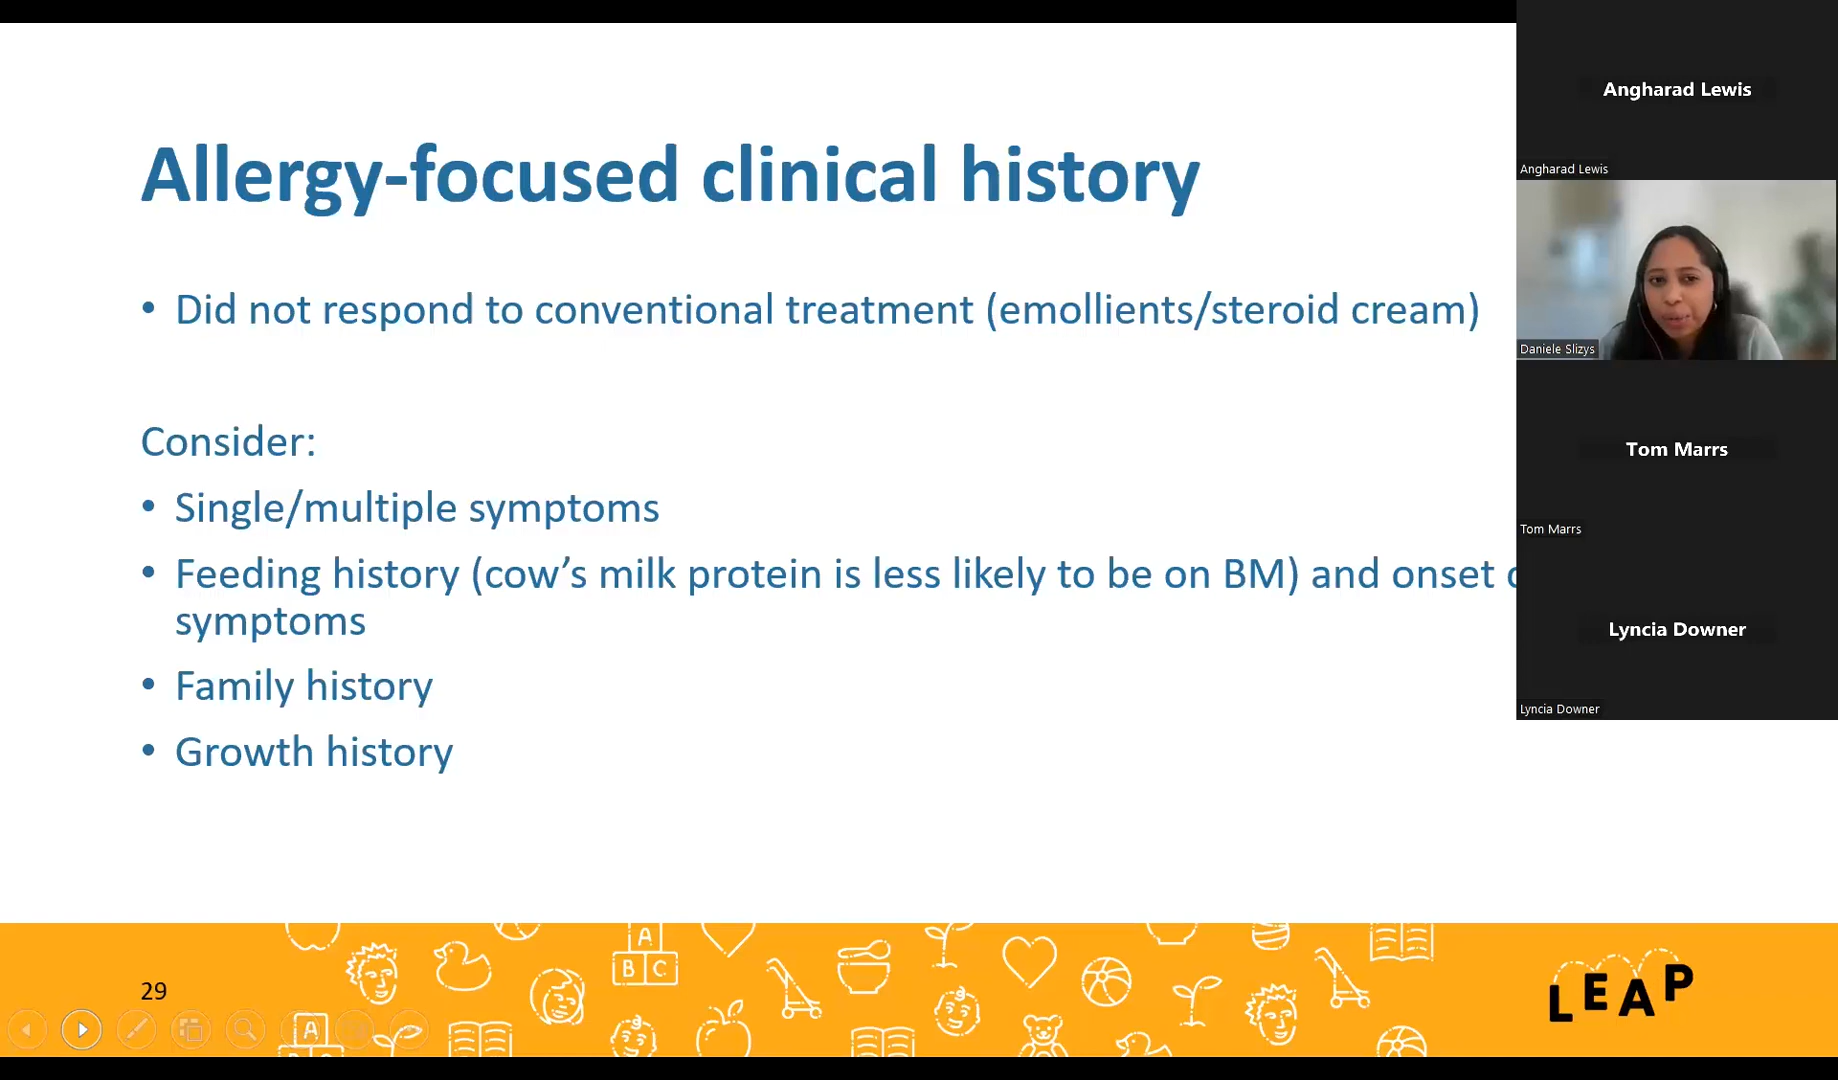 Allergy-focused clinical history
• Did not respond to conventional treatment (emollients/steroid cream)
Consider:
• Single/multiple symptoms
• Feeding history (cow’s milk protein is less likely to be on BM) and onset
symptoms
• Family history
• Growth history
29
A
B C
A
LEAP
Angharad Lewis
Angharad Lewis
Daniele Slizys
Tom Marrs
Tom Marrs
Lyncia Downer
Lyncia Downer